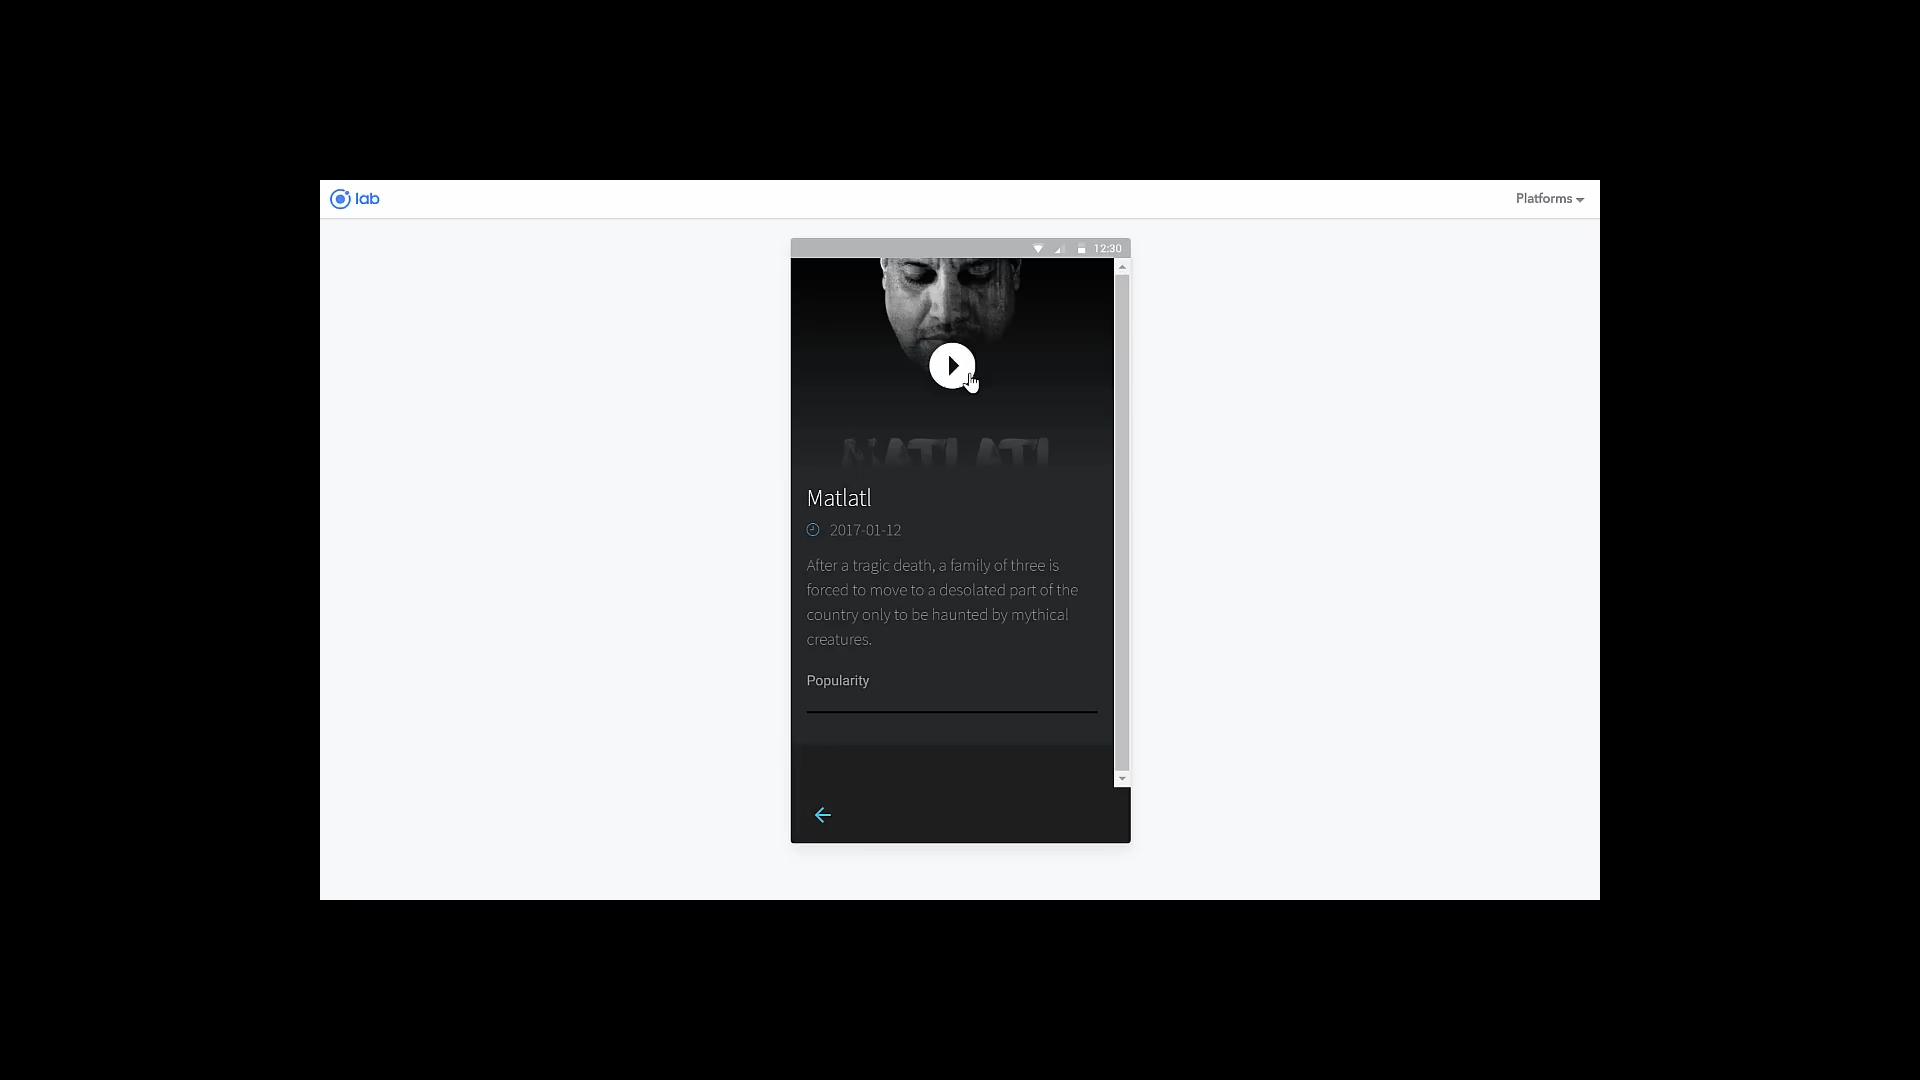 lab
Platforms
12:30
MATLATL
Matlatl
2017-01-12
After a tragic death, a family of three is
forced to move to a desolated part of the
country only to be haunted by mythical
creatures.
Popularity